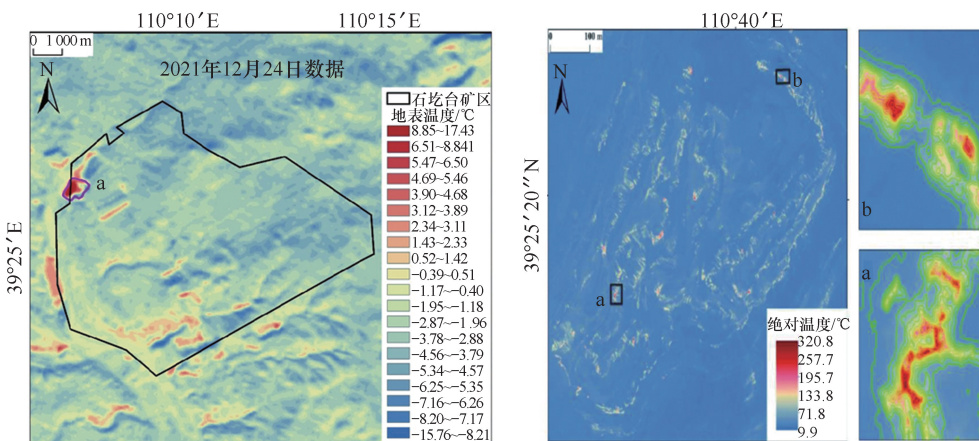 110°10′E
110°15′E
0 1 000 m
N
2021年12月24日数据
a
39°25′E
石圪台矿区
地表温度/℃
8.85~17.43
6.51~8.841
5.47~6.50
4.69~5.46
3.90~4.68
3.12~3.89
2.34~3.11
1.43~2.33
0.52~1.42
−0.39~0.51
−1.17~−0.40
−1.95~−1.18
−2.87~−1.96
−3.78~−2.88
−4.56~−3.79
−5.34~−4.57
−6.25~−5.35
−7.16~−6.26
−8.20~−7.17
−15.76~−8.21
110°40′E
0 100 m
N
b
39°25′20″N
a
绝对温度/℃
320.8
257.7
195.7
133.8
71.8
9.9
b
a